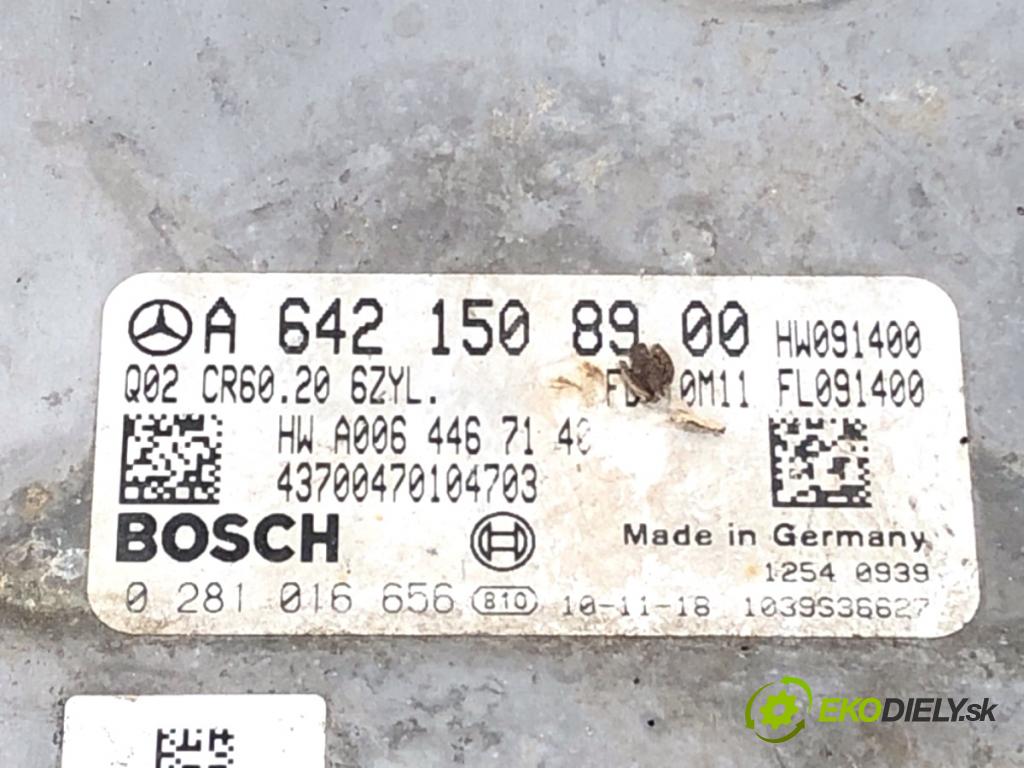 A 642 150 89 00 HW091400
Q02 CR60.20 6ZYL. FL091400
HW A006 446 71
43700470104703
BOSCH
Made in Germany
1254 0939
0 281 016 656 B10 10-11-18 1039S36627
EKODIELY.sk